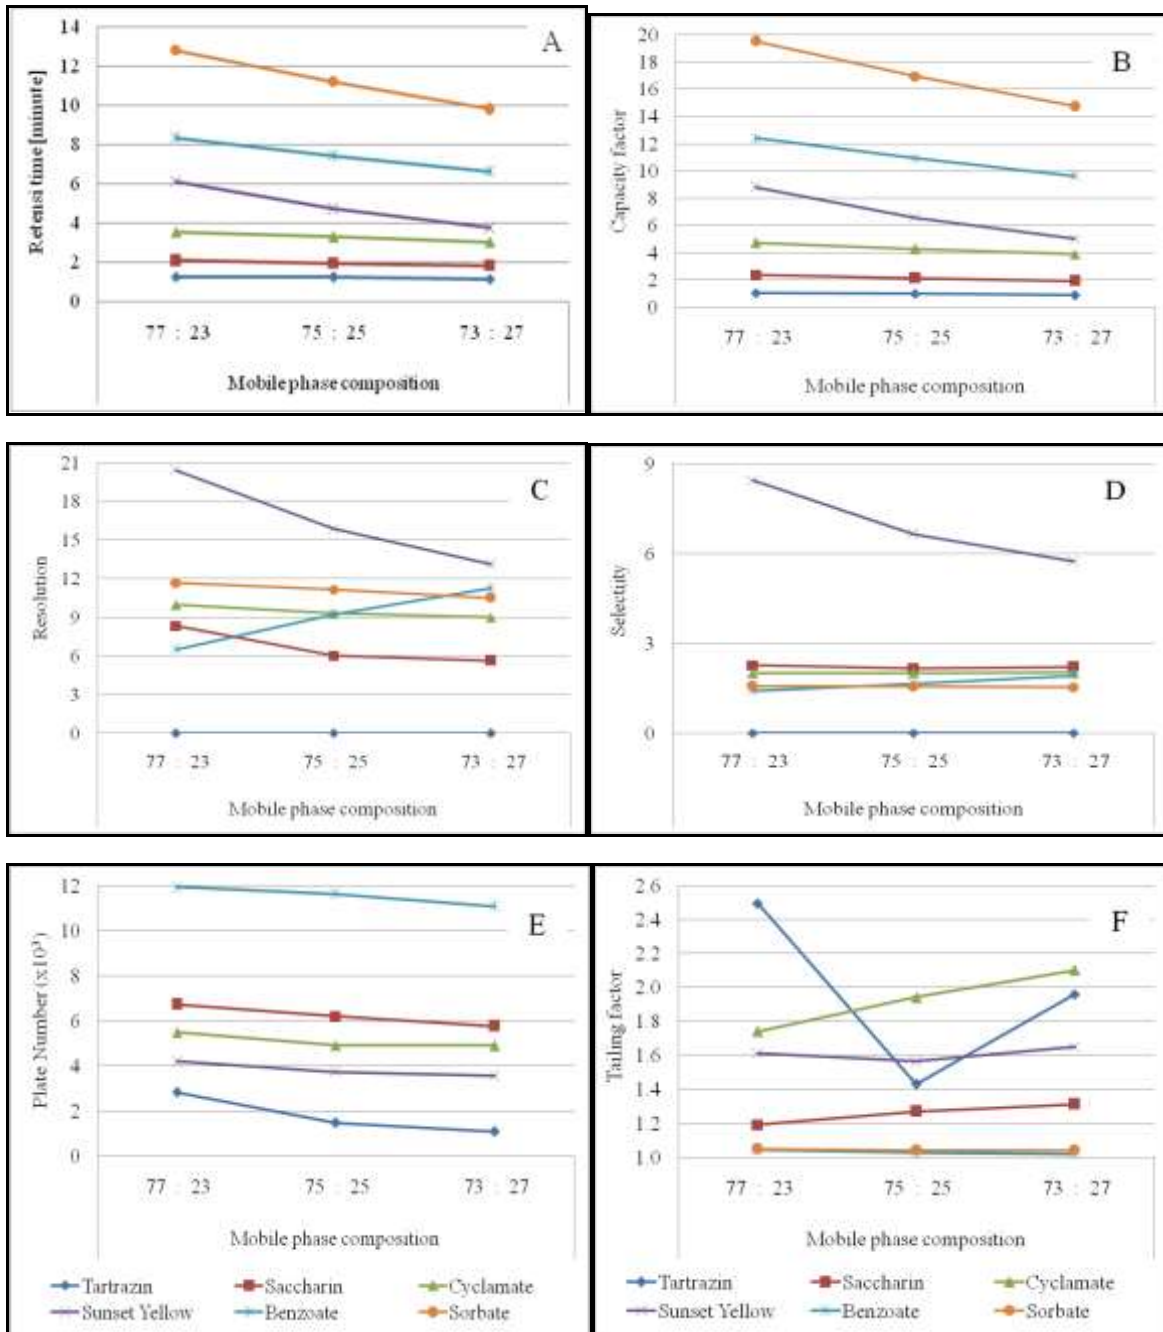 A
Retensi time [minute]
14
12
10
8
6
4
2
0
77 : 23 75 : 25 73 : 27
Mobile phase composition
B
Capacity factor
20
18
16
14
12
10
8
6
4
2
0
77 : 23 75 : 25 73 : 27
Mobile phase composition
C
Resolution
21
18
15
12
9
6
3
0
77 : 23 75 : 25 73 : 27
Mobile phase composition
D
Selectivity
9
6
3
0
77 : 23 75 : 25 73 : 27
Mobile phase composition
E
Plate Number (x10³)
12
10
8
6
4
2
0
77 : 23 75 : 25 73 : 27
Mobile phase composition
Tartrazin Saccharin Cyclamate
Sunset Yellow Benzoate Sorbate
F
Tailing factor
2.6
2.4
2.2
2.0
1.8
1.6
1.4
1.2
1.0
77 : 23 75 : 25 73 : 27
Mobile phase composition
Tartrazin Saccharin Cyclamate
Sunset Yellow Benzoate Sorbate